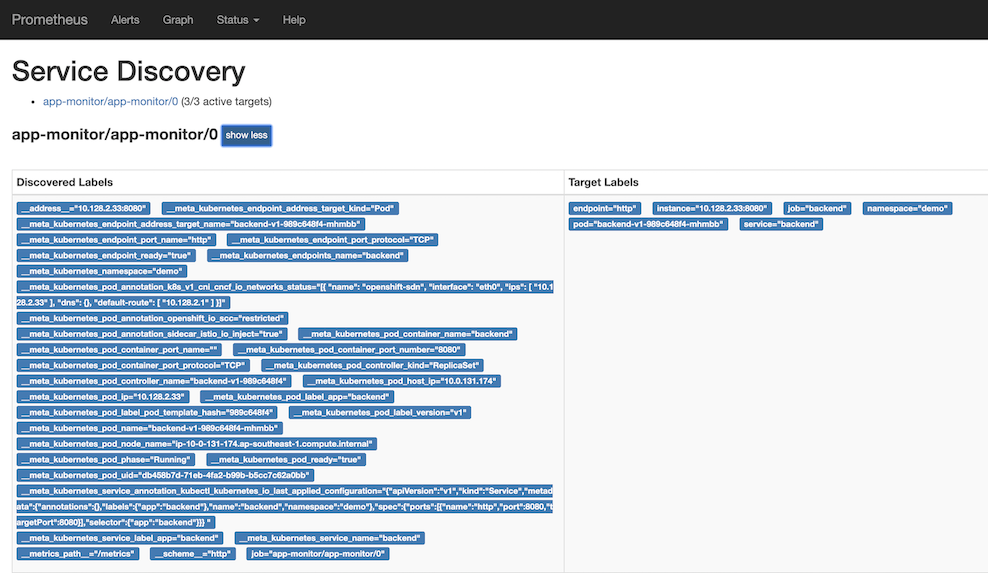 Prometheus Alerts Graph Status Help
Service Discovery
app-monitor/app-monitor/0 (3/3 active targets)
app-monitor/app-monitor/0 show less
Discovered Labels Target Labels
__address__="10.128.2.33:8080" __meta_kubernetes_endpoint_address_target_kind="Pod" endpoint="http" instance="10.128.2.33:8080" job="backend" namespace="demo"
__meta_kubernetes_endpoint_address_target_name="backend-v1-989c648f4-mhmbb" pod="backend-v1-989c648f4-mhmbb" service="backend"
__meta_kubernetes_endpoint_port_name="http" __meta_kubernetes_endpoint_port_protocol="TCP"
__meta_kubernetes_endpoint_ready="true" __meta_kubernetes_endpoints_name="backend"
__meta_kubernetes_namespace="demo"
__meta_kubernetes_pod_annotation_k8s_v1_cni_cncf_io_networks_status="[{ "name": "openshift-sdn", "interface": "eth0", "ips": [ "10.1
28.2.33" ], "dns": {}, "default-route": [ "10.128.2.1" ] }]"
__meta_kubernetes_pod_annotation_openshift_io_scc="restricted"
__meta_kubernetes_pod_annotation_sidecar_istio_io_inject="true" __meta_kubernetes_pod_container_name="backend"
__meta_kubernetes_pod_container_port_name="" __meta_kubernetes_pod_container_port_number="8080"
__meta_kubernetes_pod_container_port_protocol="TCP" __meta_kubernetes_pod_controller_kind="ReplicaSet"
__meta_kubernetes_pod_controller_name="backend-v1-989c648f4" __meta_kubernetes_pod_host_ip="10.0.131.174"
__meta_kubernetes_pod_ip="10.128.2.33" __meta_kubernetes_pod_label_app="backend"
__meta_kubernetes_pod_label_pod_template_hash="989c648f4" __meta_kubernetes_pod_label_version="v1"
__meta_kubernetes_pod_name="backend-v1-989c648f4-mhmbb"
__meta_kubernetes_pod_node_name="ip-10-0-131-174.ap-southeast-1.compute.internal"
__meta_kubernetes_pod_phase="Running" __meta_kubernetes_pod_ready="true"
__meta_kubernetes_pod_uid="db458b7d-71eb-4fa2-b99b-b5cc7c62a0bb"
__meta_kubernetes_service_annotation_kubectl_kubernetes_io_last_applied_configuration="{"apiVersion":"v1","kind":"Service","metad
ata":{"annotations":{},"labels":{"app":"backend"},"name":"backend","namespace":"demo"},"spec":{"ports":[{"name":"http","port":8080,"t
argetPort":8080}],"selector":{"app":"backend"}}} "
__meta_kubernetes_service_label_app="backend" __meta_kubernetes_service_name="backend"
__metrics_path__="/metrics" __scheme__="http" job="app-monitor/app-monitor/0"